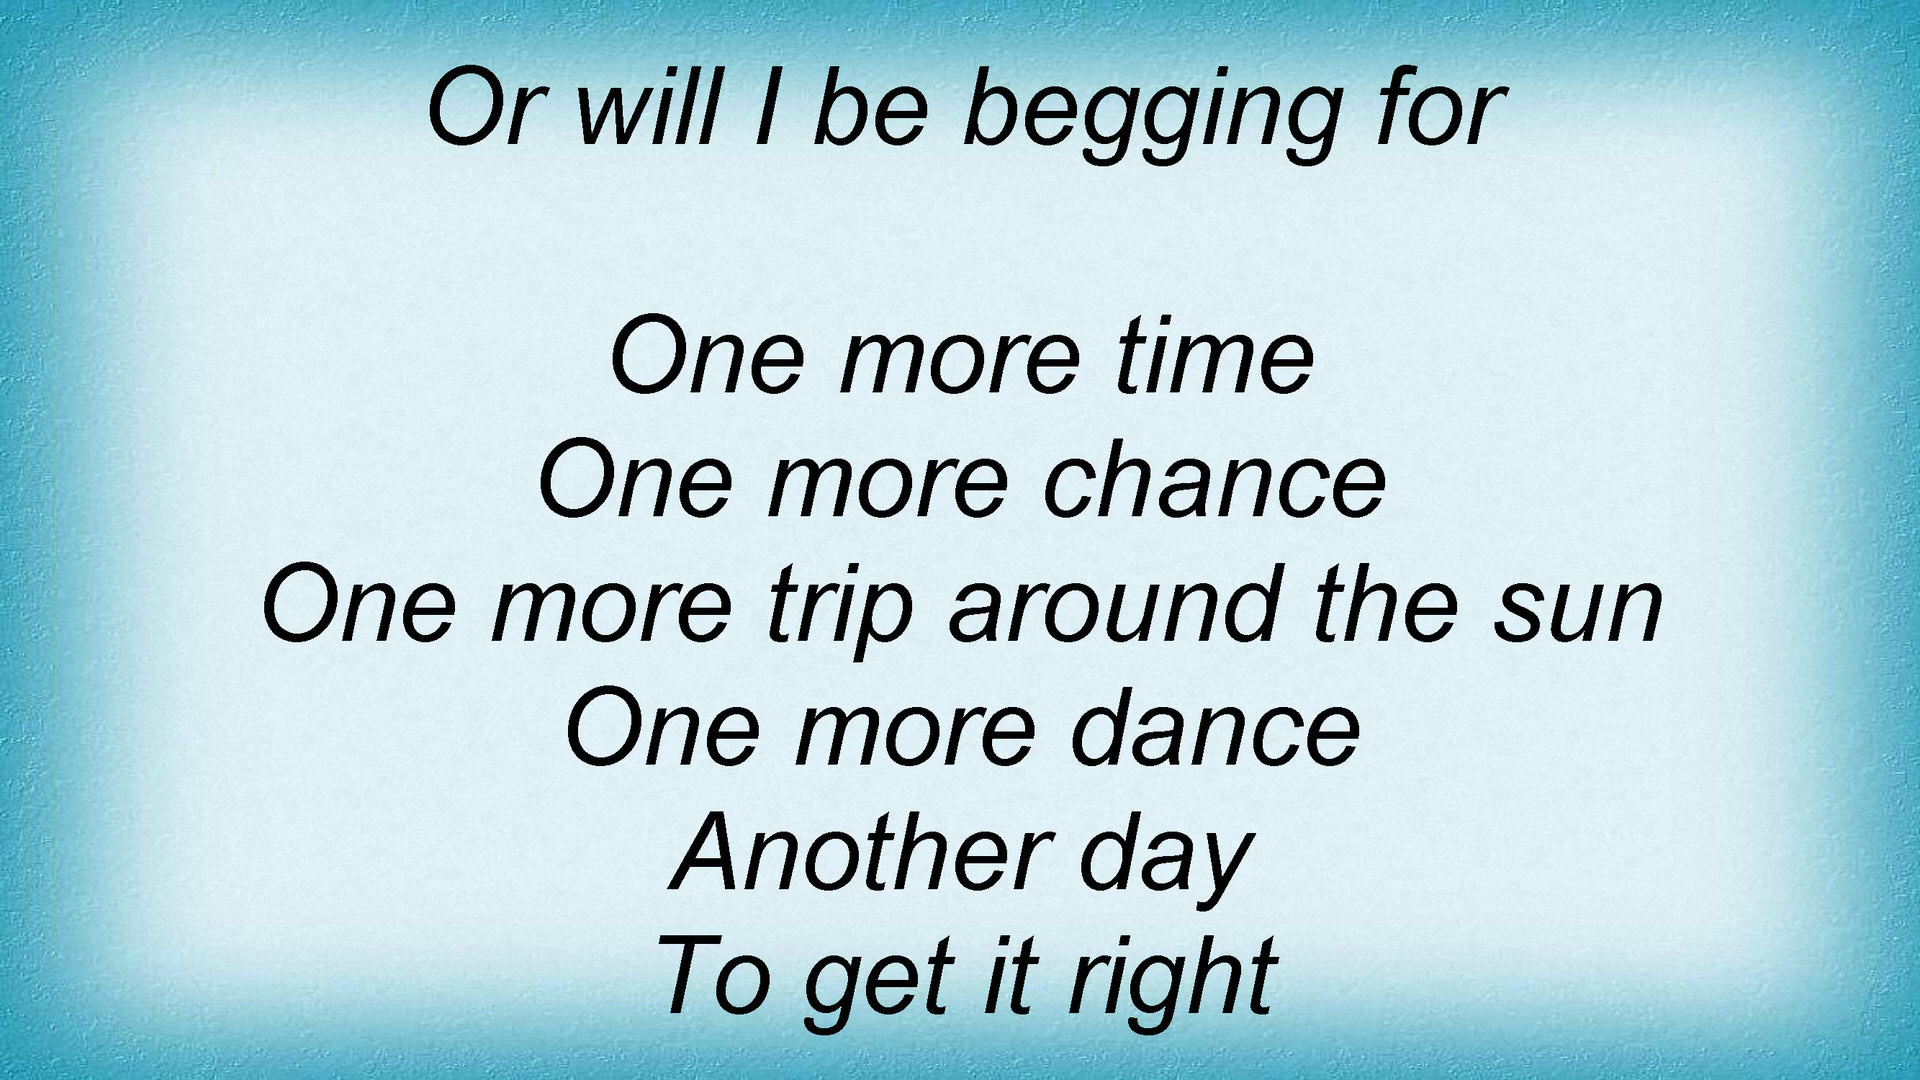 Or will I be begging for
One more time
One more chance
One more trip around the sun
One more dance
Another day
To get it right